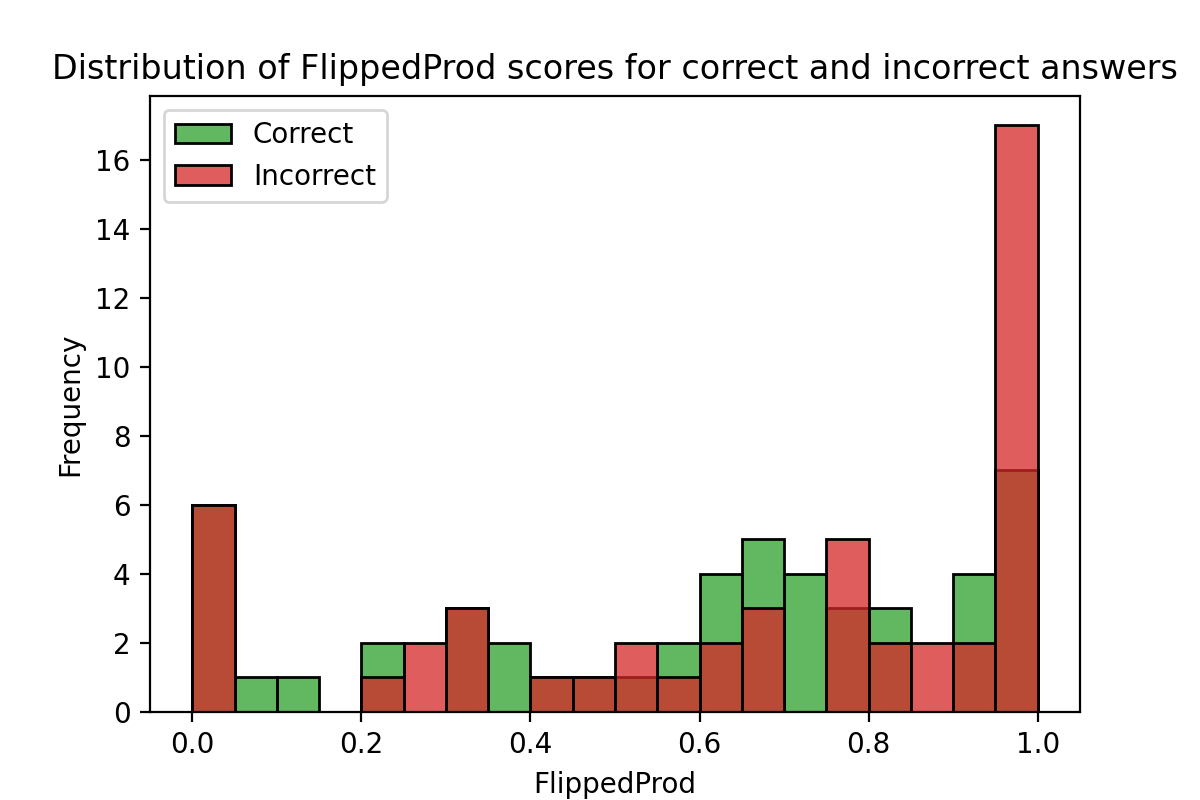 Distribution of FlippedProd scores for correct and incorrect answers
Correct
Incorrect
Frequency
16
14
12
10
8
6
4
2
0
0.0 0.2 0.4 0.6 0.8 1.0
FlippedProd